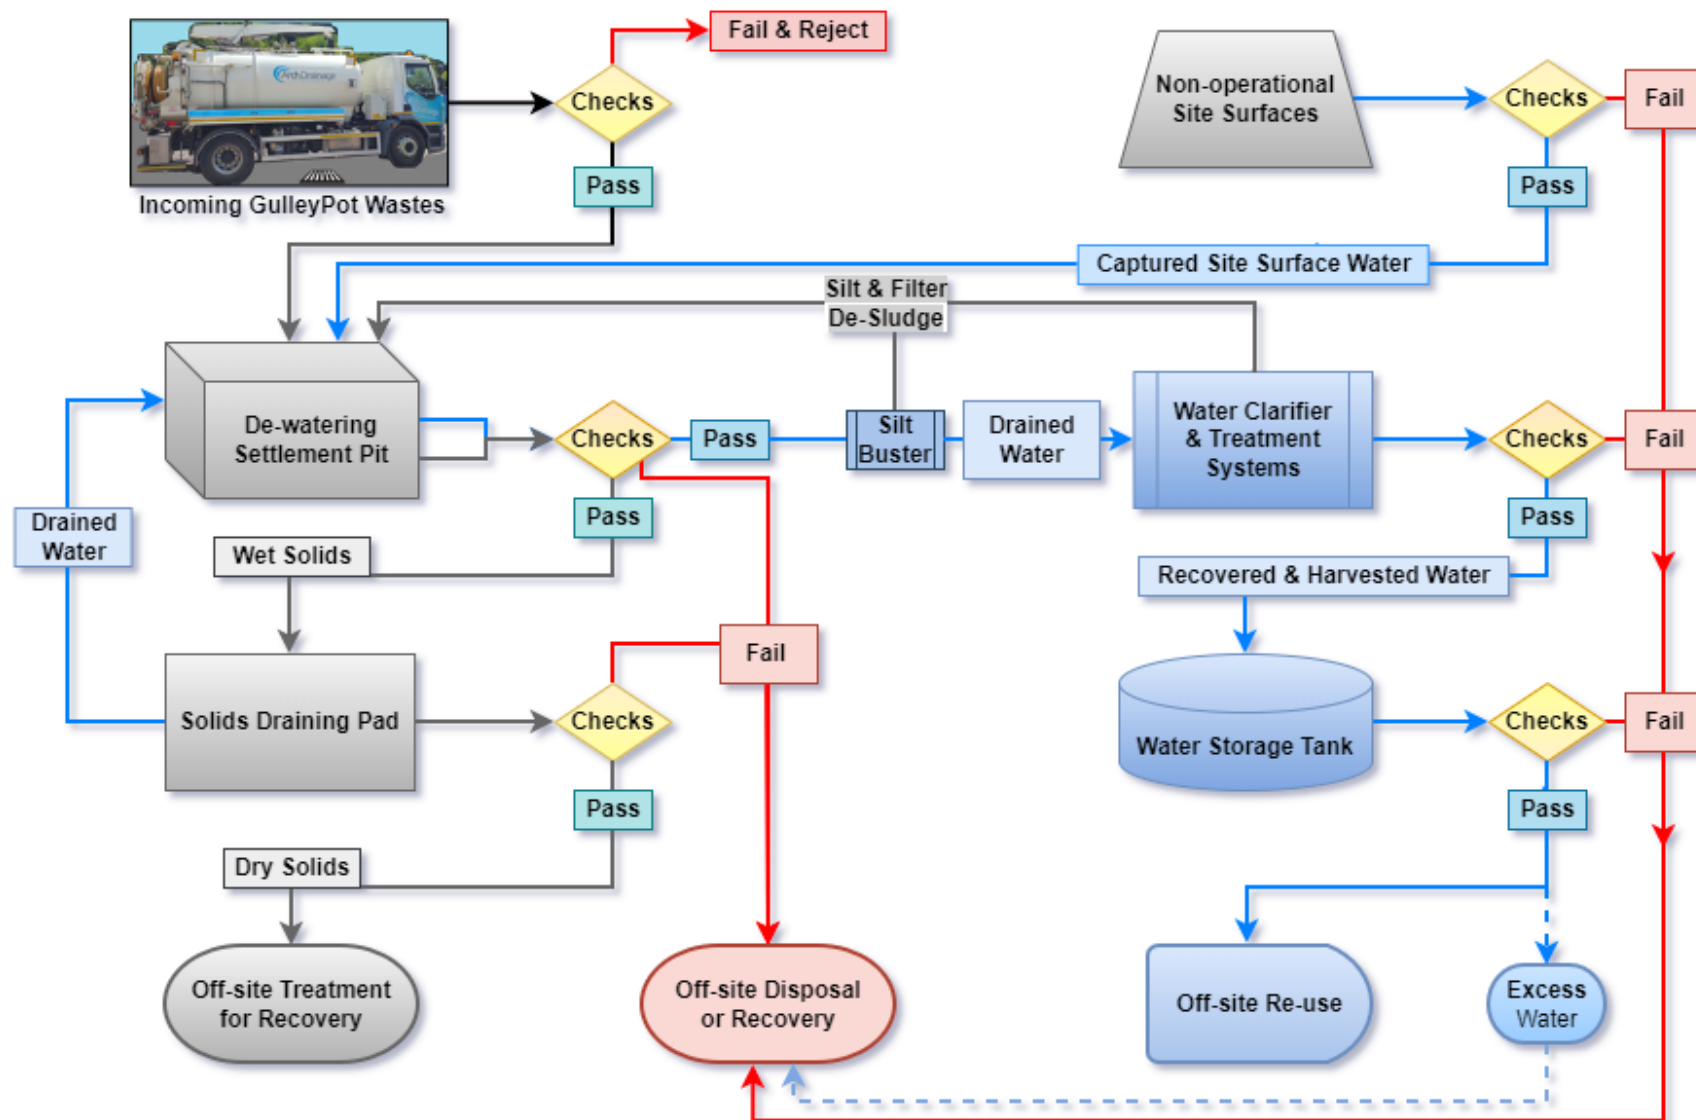 Fail & Reject
ArchDrainage
Checks
Pass
Incoming GulleyPot Wastes
Non-operational
Site Surfaces
Checks
Fail
Pass
Captured Site Surface Water
Silt & Filter
De-Sludge
De-watering
Settlement Pit
Checks
Pass
Silt
Buster
Drained
Water
Water Clarifier
& Treatment
Systems
Checks
Fail
Pass
Pass
Drained
Water
Wet Solids
Recovered & Harvested Water
Fail
Solids Draining Pad
Checks
Water Storage Tank
Checks
Fail
Pass
Pass
Dry Solids
Off-site Treatment
for Recovery
Off-site Disposal
or Recovery
Off-site Re-use
Excess
Water